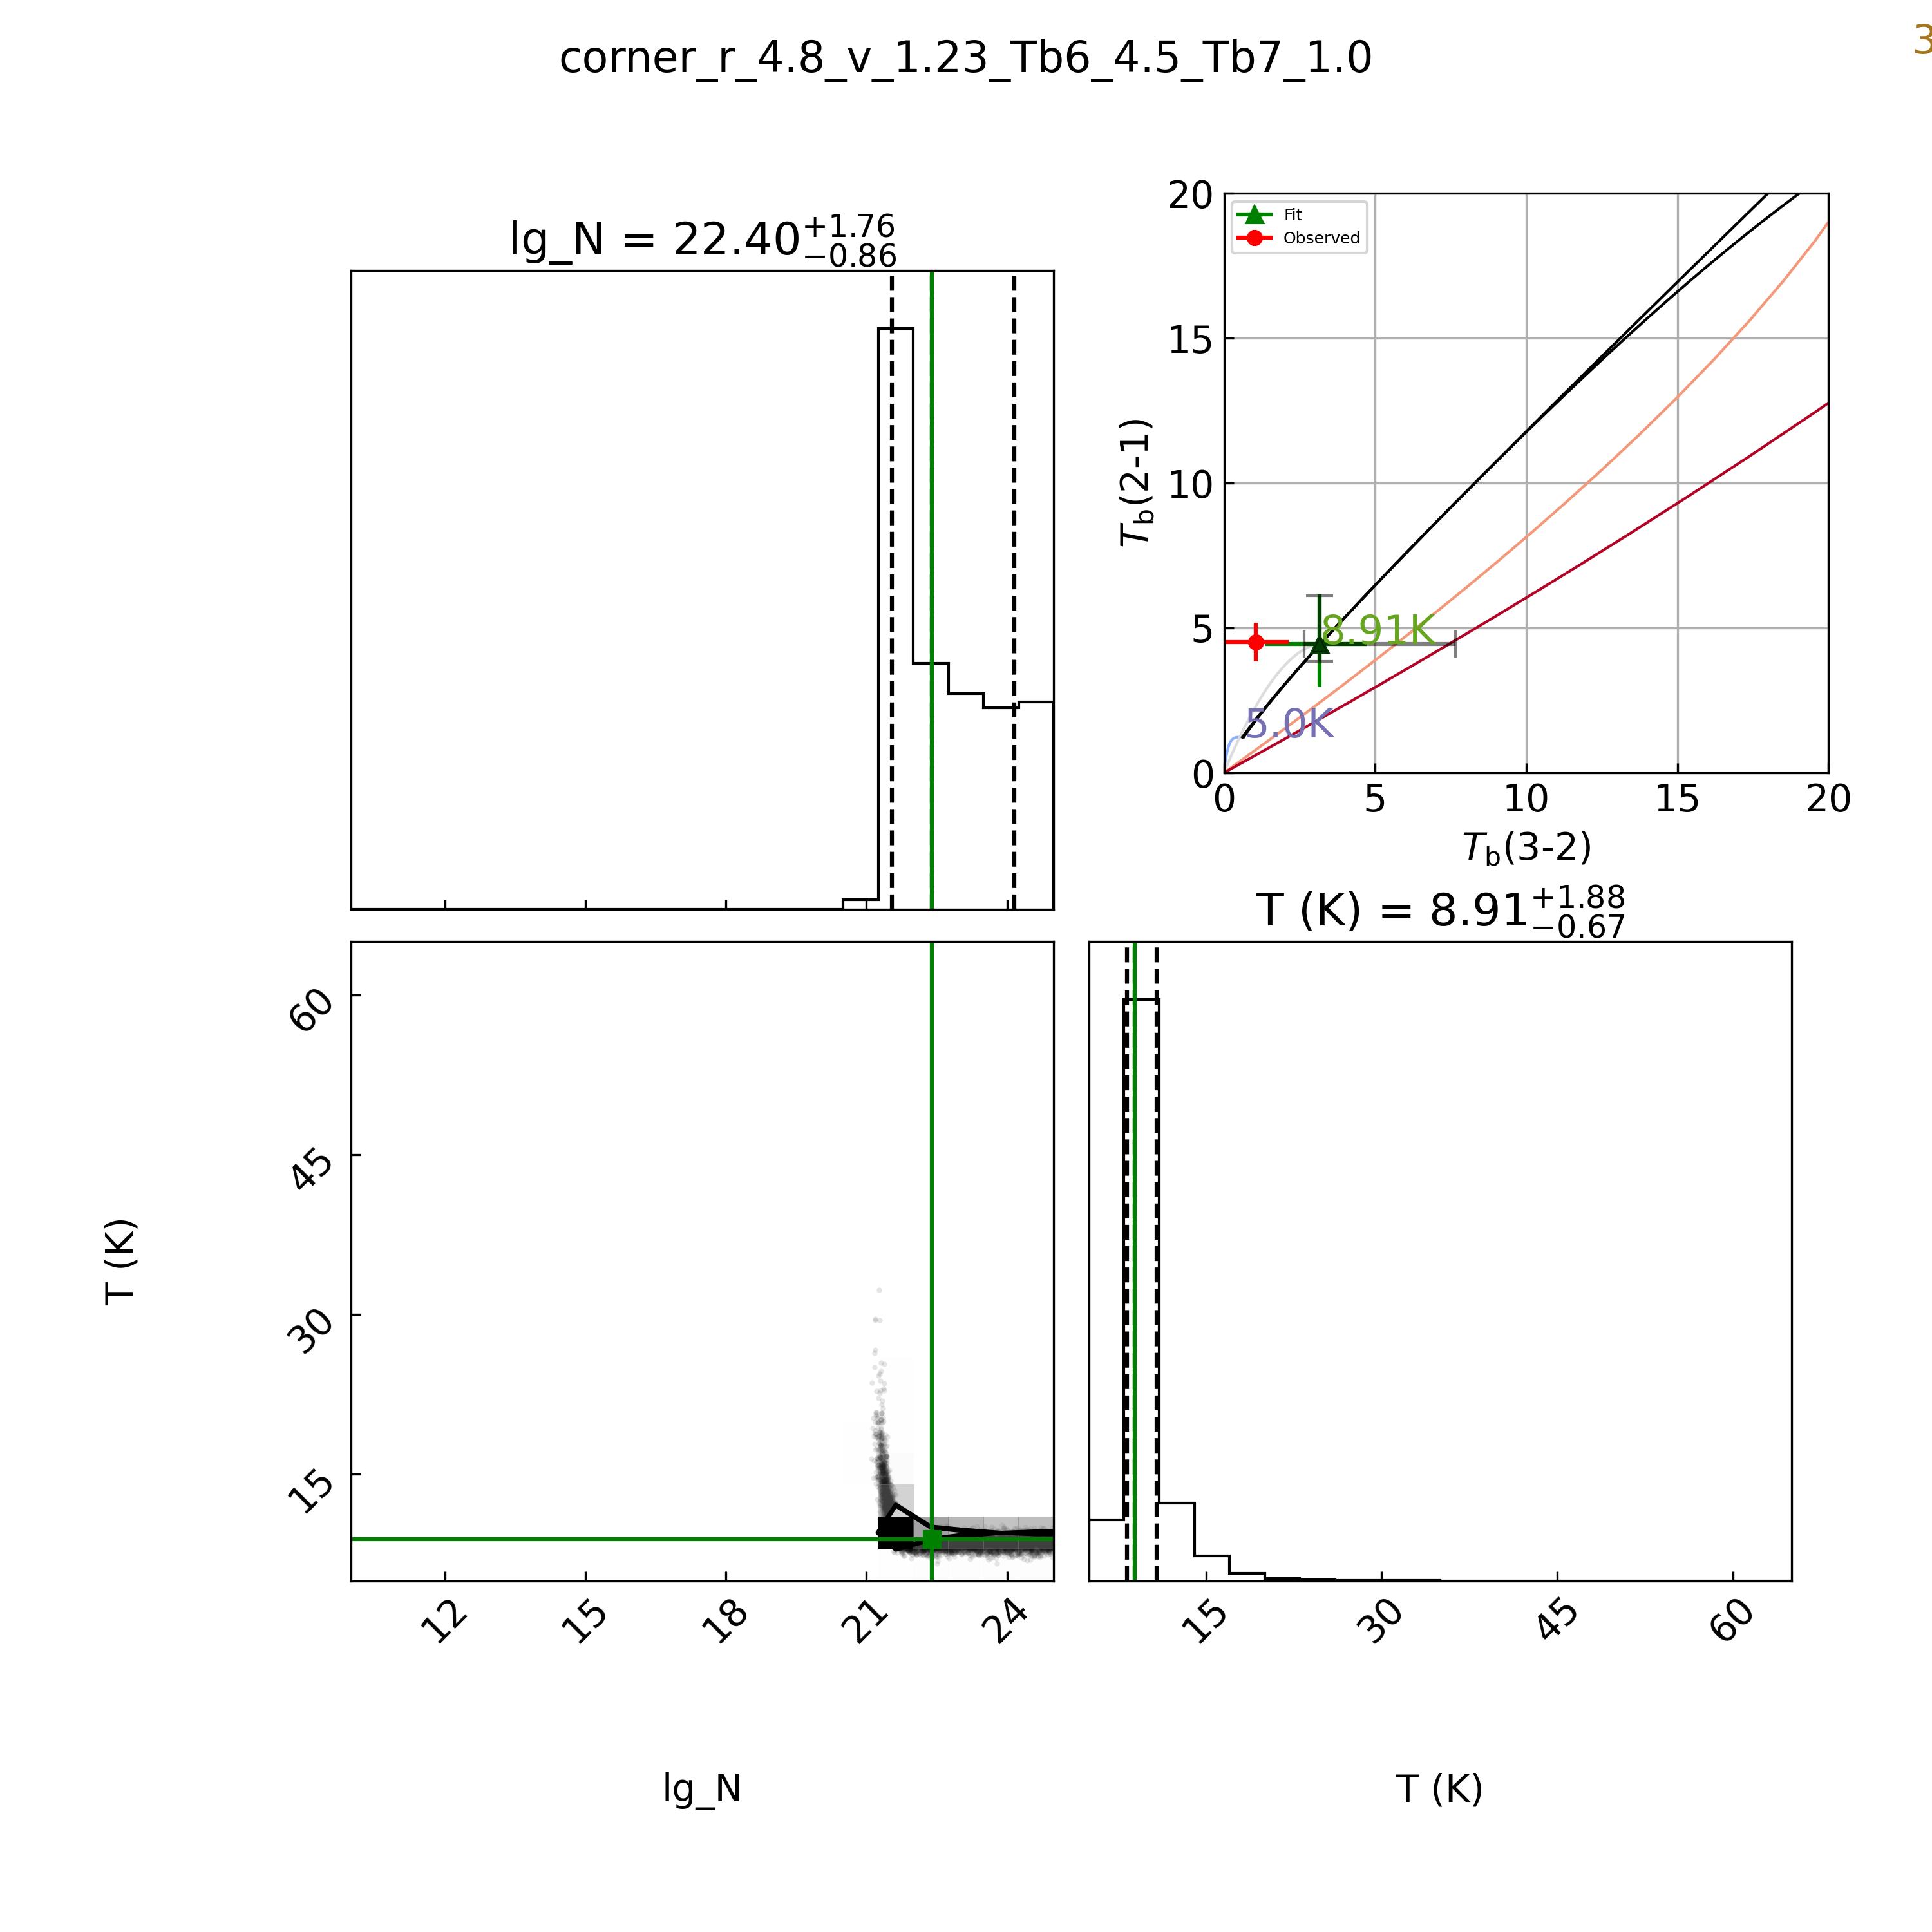 corner_r_4.8_v_1.23_Tb6_4.5_Tb7_1.0
3
lg_N = 22.40+1.76−0.86
20
15
10
5
0
Tb(2-1)
Fit
Observed
8.91K
5.0K
0 5 10 15 20
Tb(3-2)
T (K) = 8.91+1.88−0.67
60
45
30
15
T (K)
12 15 18 21 24
15 30 45 60
lg_N
T (K)